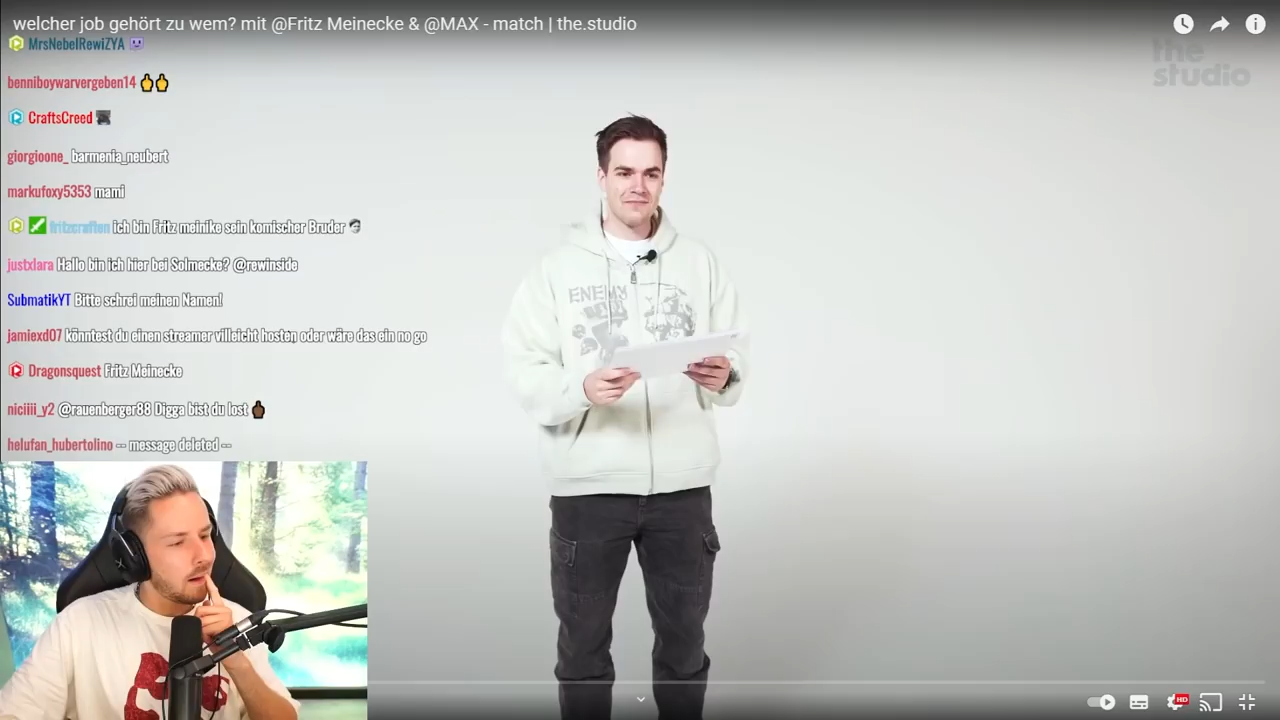 welcher job gehört zu wem? mit @Fritz Meinecke & @MAX - match | the.studio
MrsNebelRewiZYA
benniboywarvergeben14
CraftsCreed
giorgioone_ barmenia_neubert
markufoxy5353 mami
fritzcraften ich bin Fritz meinike sein komischer Bruder
justxlara Hallo bin ich hier bei Solmecke? @rewinside
SubmatikYT Bitte schrei meinen Namen!
jamiexd07 könntest du einen streamer villeicht hosten oder wäre das ein no go
Dragonsquest Fritz Meinecke
niciiii_y2 @rauenberger88 Digga bist du lost
helufan_hubertolino -- message deleted --
the
studio
ENEMY
HD